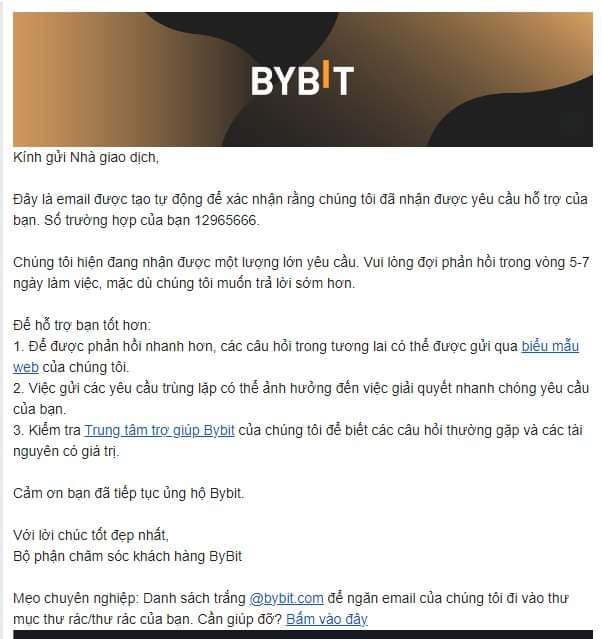 BYBIT
Kính gửi Nhà giao dịch,
Đây là email được tạo tự động để xác nhận rằng chúng tôi đã nhận được yêu cầu hỗ trợ của
bạn. Số trường hợp của bạn 12965666.
Chúng tôi hiện đang nhận được một lượng lớn yêu cầu. Vui lòng đợi phản hồi trong vòng 5-7
ngày làm việc, mặc dù chúng tôi muốn trả lời sớm hơn.
Để hỗ trợ bạn tốt hơn:
1. Để được phản hồi nhanh hơn, các câu hỏi trong tương lai có thể được gửi qua biểu mẫu
web của chúng tôi.
2. Việc gửi các yêu cầu trùng lặp có thể ảnh hưởng đến việc giải quyết nhanh chóng yêu cầu
của bạn.
3. Kiểm tra Trung tâm trợ giúp Bybit của chúng tôi để biết các câu hỏi thường gặp và các tài
nguyên có giá trị.
Cảm ơn bạn đã tiếp tục ủng hộ Bybit.
Với lời chúc tốt đẹp nhất,
Bộ phận chăm sóc khách hàng ByBit
Mẹo chuyên nghiệp: Danh sách trắng @bybit.com để ngăn email của chúng tôi đi vào thư
mục thư rác/thư rác của bạn. Cần giúp đỡ? Bấm vào đây